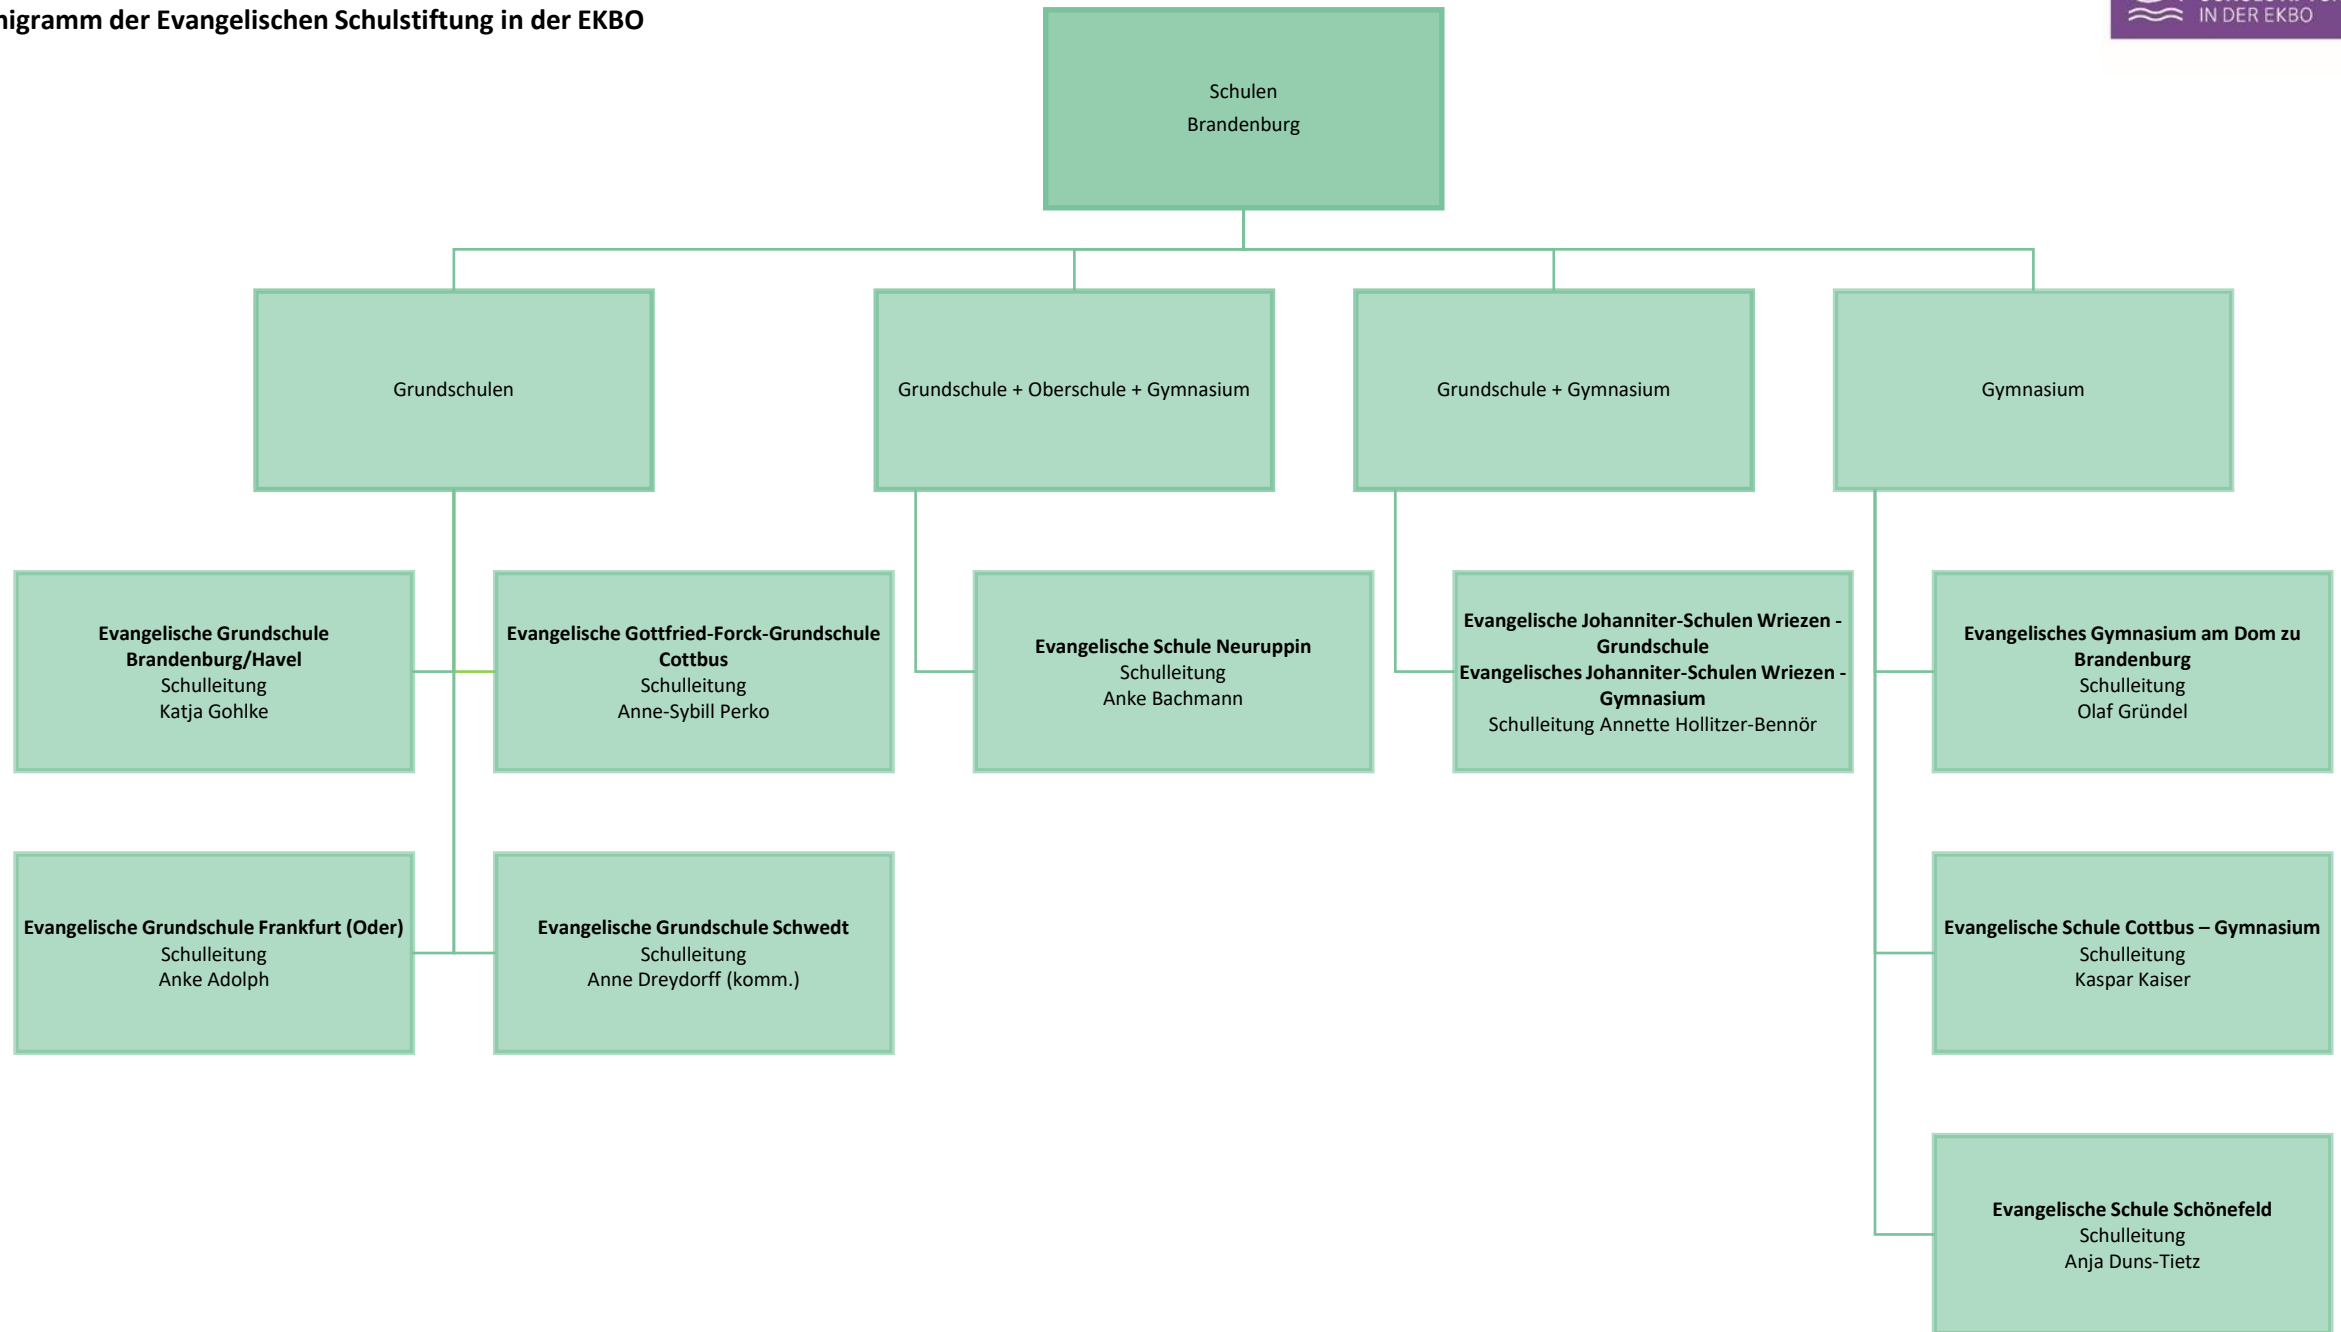 nigramm der Evangelischen Schulstiftung in der EKBO
IN DER EKBO
Schulen
Brandenburg
Grundschulen
Grundschule + Oberschule + Gymnasium
Grundschule + Gymnasium
Gymnasium
Evangelische Grundschule
Brandenburg/Havel
Schulleitung
Katja Gohlke
Evangelische Gottfried-Forck-Grundschule
Cottbus
Schulleitung
Anne-Sybill Perko
Evangelische Schule Neuruppin
Schulleitung
Anke Bachmann
Evangelische Johanniter-Schulen Wriezen -
Grundschule
Evangelisches Johanniter-Schulen Wriezen -
Gymnasium
Schulleitung Annette Hollitzer-Bennör
Evangelisches Gymnasium am Dom zu
Brandenburg
Schulleitung
Olaf Gründel
Evangelische Grundschule Frankfurt (Oder)
Schulleitung
Anke Adolph
Evangelische Grundschule Schwedt
Schulleitung
Anne Dreydorff (komm.)
Evangelische Schule Cottbus – Gymnasium
Schulleitung
Kaspar Kaiser
Evangelische Schule Schönefeld
Schulleitung
Anja Duns-Tietz